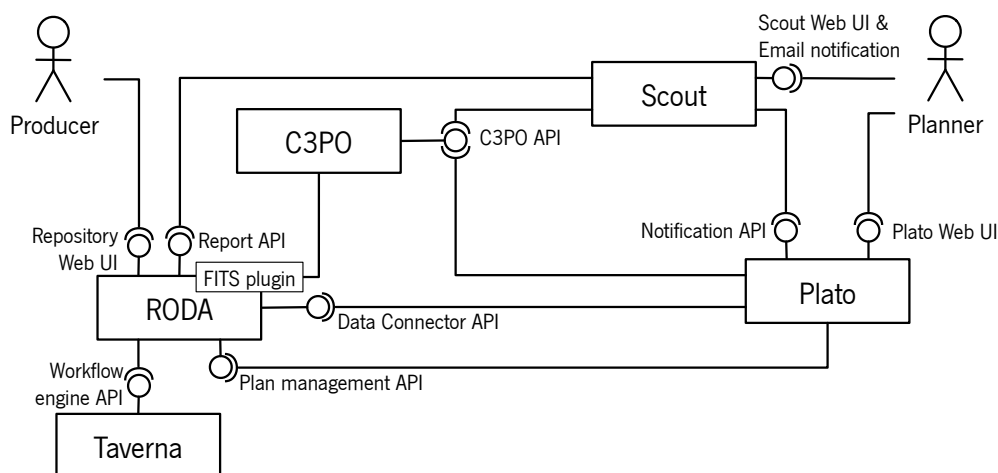 Scout Web UI &
Email notification
Scout
Producer
Planner
C3PO
C3PO API
Repository
Web UI
Report API
Notification API
Plato Web UI
FITS plugin
RODA
Plato
Data Connector API
Workflow
engine API
Plan management API
Taverna